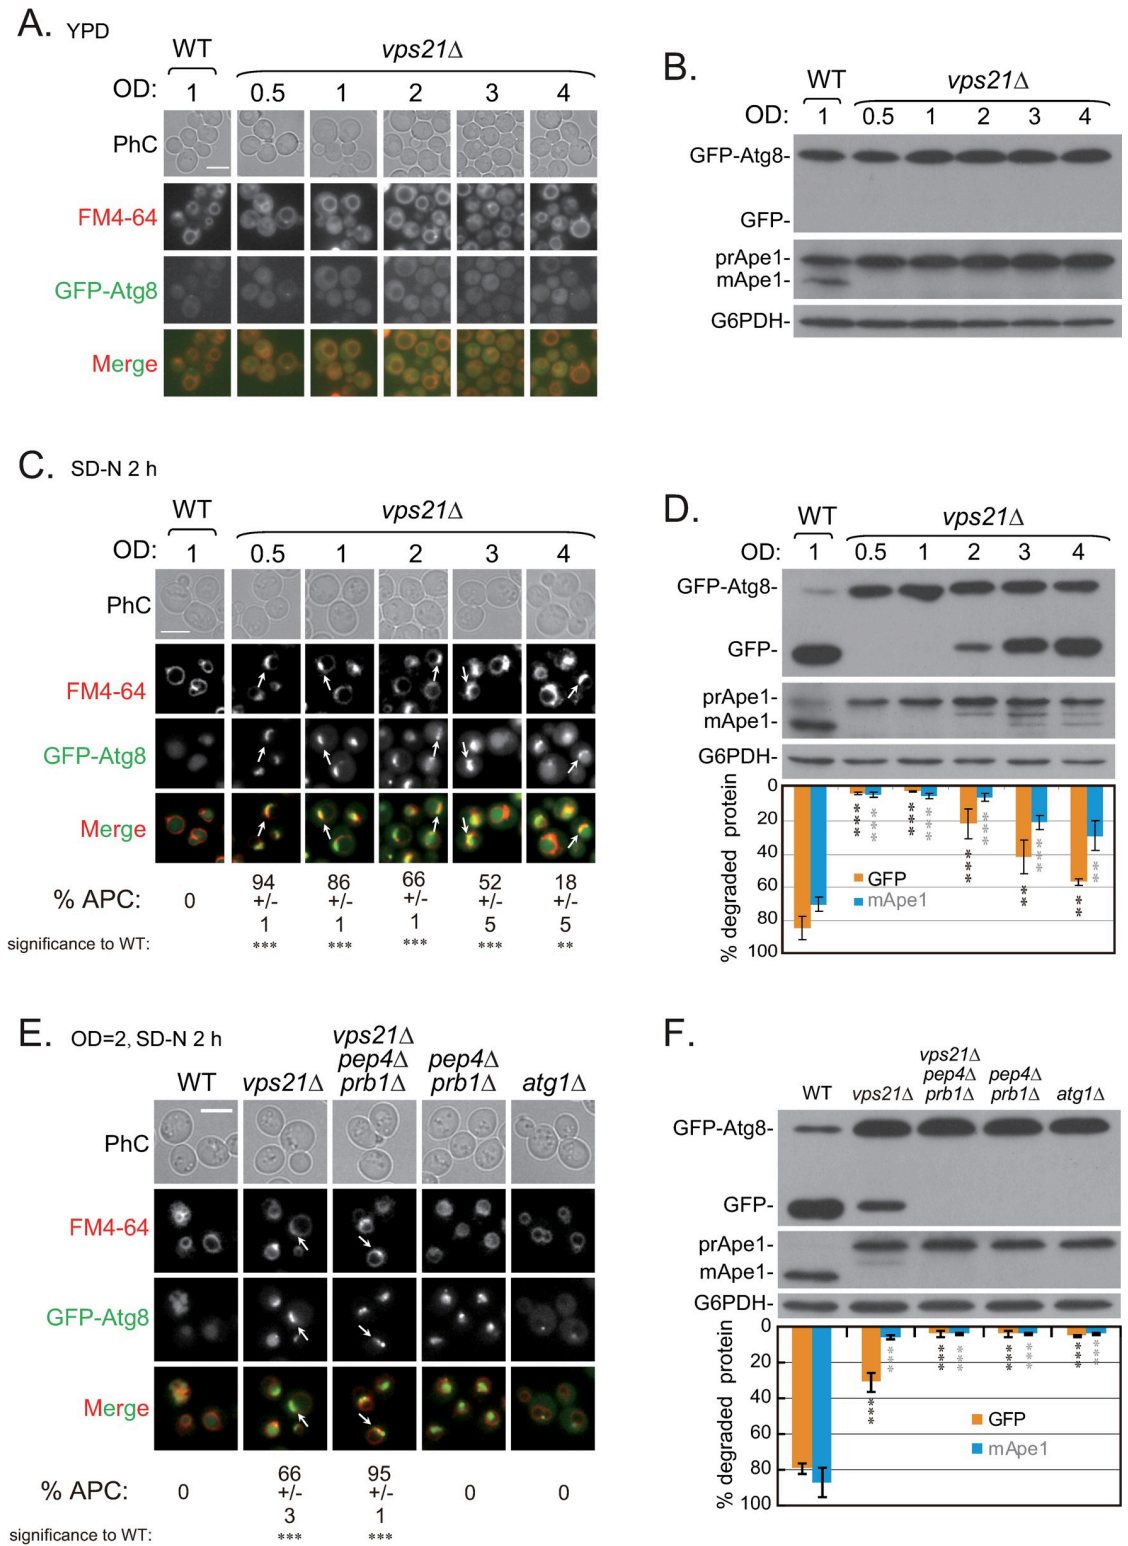 A. YPD
WT vps21Δ
OD: 1 0.5 1 2 3 4
PhC
FM4-64
GFP-Atg8
Merge
B.
WT vps21Δ
OD: 1 0.5 1 2 3 4
GFP-Atg8-
GFP-
prApe1-
mApe1-
G6PDH-
C. SD-N 2 h
WT vps21Δ
OD: 1 0.5 1 2 3 4
PhC
FM4-64
GFP-Atg8
Merge
% APC: 0 94 +/- 1 86 +/- 1 66 +/- 1 52 +/- 5 18 +/- 5
significance to WT: *** *** *** *** **
D.
WT vps21Δ
OD: 1 0.5 1 2 3 4
GFP-Atg8-
GFP-
prApe1-
mApe1-
G6PDH-
% degraded protein
0
20
40
60
80
100
*** *** *** *** *** *** ** *** ** **
GFP
mApe1
E. OD=2, SD-N 2 h
WT vps21Δ vps21Δ pep4Δ prb1Δ pep4Δ prb1Δ atg1Δ
PhC
FM4-64
GFP-Atg8
Merge
% APC: 0 66 +/- 3 95 +/- 1 0 0
significance to WT: *** ***
F.
WT vps21Δ vps21Δ pep4Δ prb1Δ pep4Δ prb1Δ atg1Δ
GFP-Atg8-
GFP-
prApe1-
mApe1-
G6PDH-
% degraded protein
0
20
40
60
80
100
*** *** *** *** *** *** *** ***
GFP
mApe1